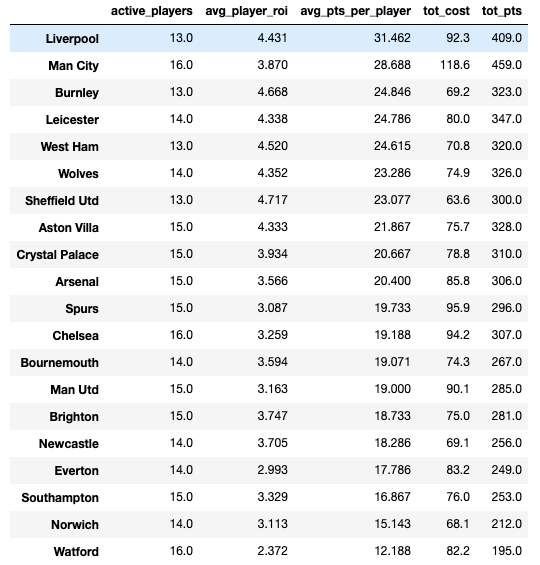 active_players avg_player_roi avg_pts_per_player tot_cost tot_pts
Liverpool 13.0 4.431 31.462 92.3 409.0
Man City 16.0 3.870 28.688 118.6 459.0
Burnley 13.0 4.668 24.846 69.2 323.0
Leicester 14.0 4.338 24.786 80.0 347.0
West Ham 13.0 4.520 24.615 70.8 320.0
Wolves 14.0 4.352 23.286 74.9 326.0
Sheffield Utd 13.0 4.717 23.077 63.6 300.0
Aston Villa 15.0 4.333 21.867 75.7 328.0
Crystal Palace 15.0 3.934 20.667 78.8 310.0
Arsenal 15.0 3.566 20.400 85.8 306.0
Spurs 15.0 3.087 19.733 95.9 296.0
Chelsea 16.0 3.259 19.188 94.2 307.0
Bournemouth 14.0 3.594 19.071 74.3 267.0
Man Utd 15.0 3.163 19.000 90.1 285.0
Brighton 15.0 3.747 18.733 75.0 281.0
Newcastle 14.0 3.705 18.286 69.1 256.0
Everton 14.0 2.993 17.786 83.2 249.0
Southampton 15.0 3.329 16.867 76.0 253.0
Norwich 14.0 3.113 15.143 68.1 212.0
Watford 16.0 2.372 12.188 82.2 195.0